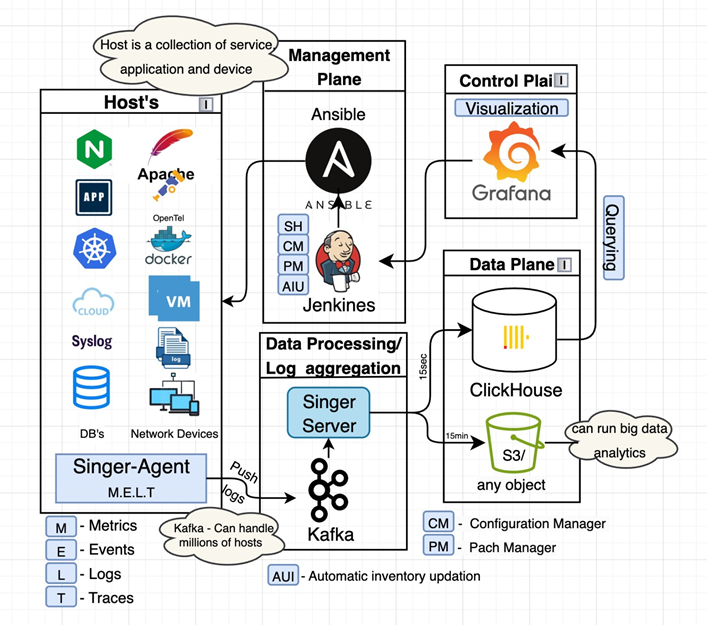 Host is a collection of service,
application and device
Management
Plane
Control Plai
I
Host's
I
Ansible
Visualization
N
Apache
APP
OpenTel
ANSIBLE
Grafana
docker
SH
CM
PM
AIU
Jenkines
Querying
Data Plane
I
CLOUD
VM
Syslog
log
Data Processing/
Log aggregation
15sec
ClickHouse
Singer
Server
DB's
Network Devices
15min
S3/
any object
can run big data
analytics
Singer-Agent
M.E.L.T
Push
logs
Kafka
Kafka - Can handle
millions of hosts
M - Metrics
E - Events
L - Logs
T - Traces
CM - Configuration Manager
PM - Pach Manager
AUI - Automatic inventory updation